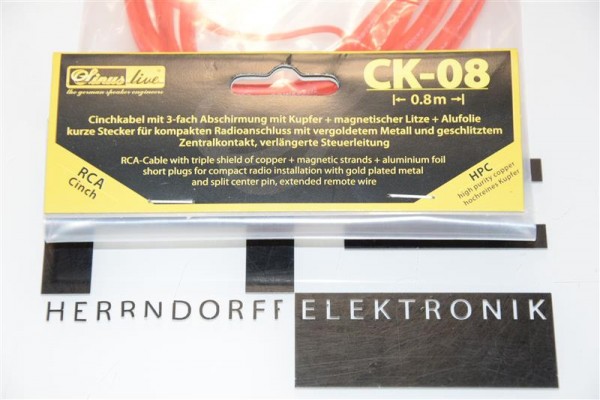 Sinus live
the german speaker engineers
CK-08
0.8m
Cinchkabel mit 3-fach Abschirmung mit Kupfer + magnetischer Litze + Alufolie
kurze Stecker für kompakten Radioanschluss mit vergoldetem Metall und geschlitztem
Zentralkontakt, verlängerte Steuerleitung
RCA-Cable with triple shield of copper + magnetic strands + aluminium foil
short plugs for compact radio installation with gold plated metal
and split center pin, extended remote wire
RCA
Cinch
HPC
high purity copper
hochreines Kupfer
HERRNDORFF ELEKTRONIK